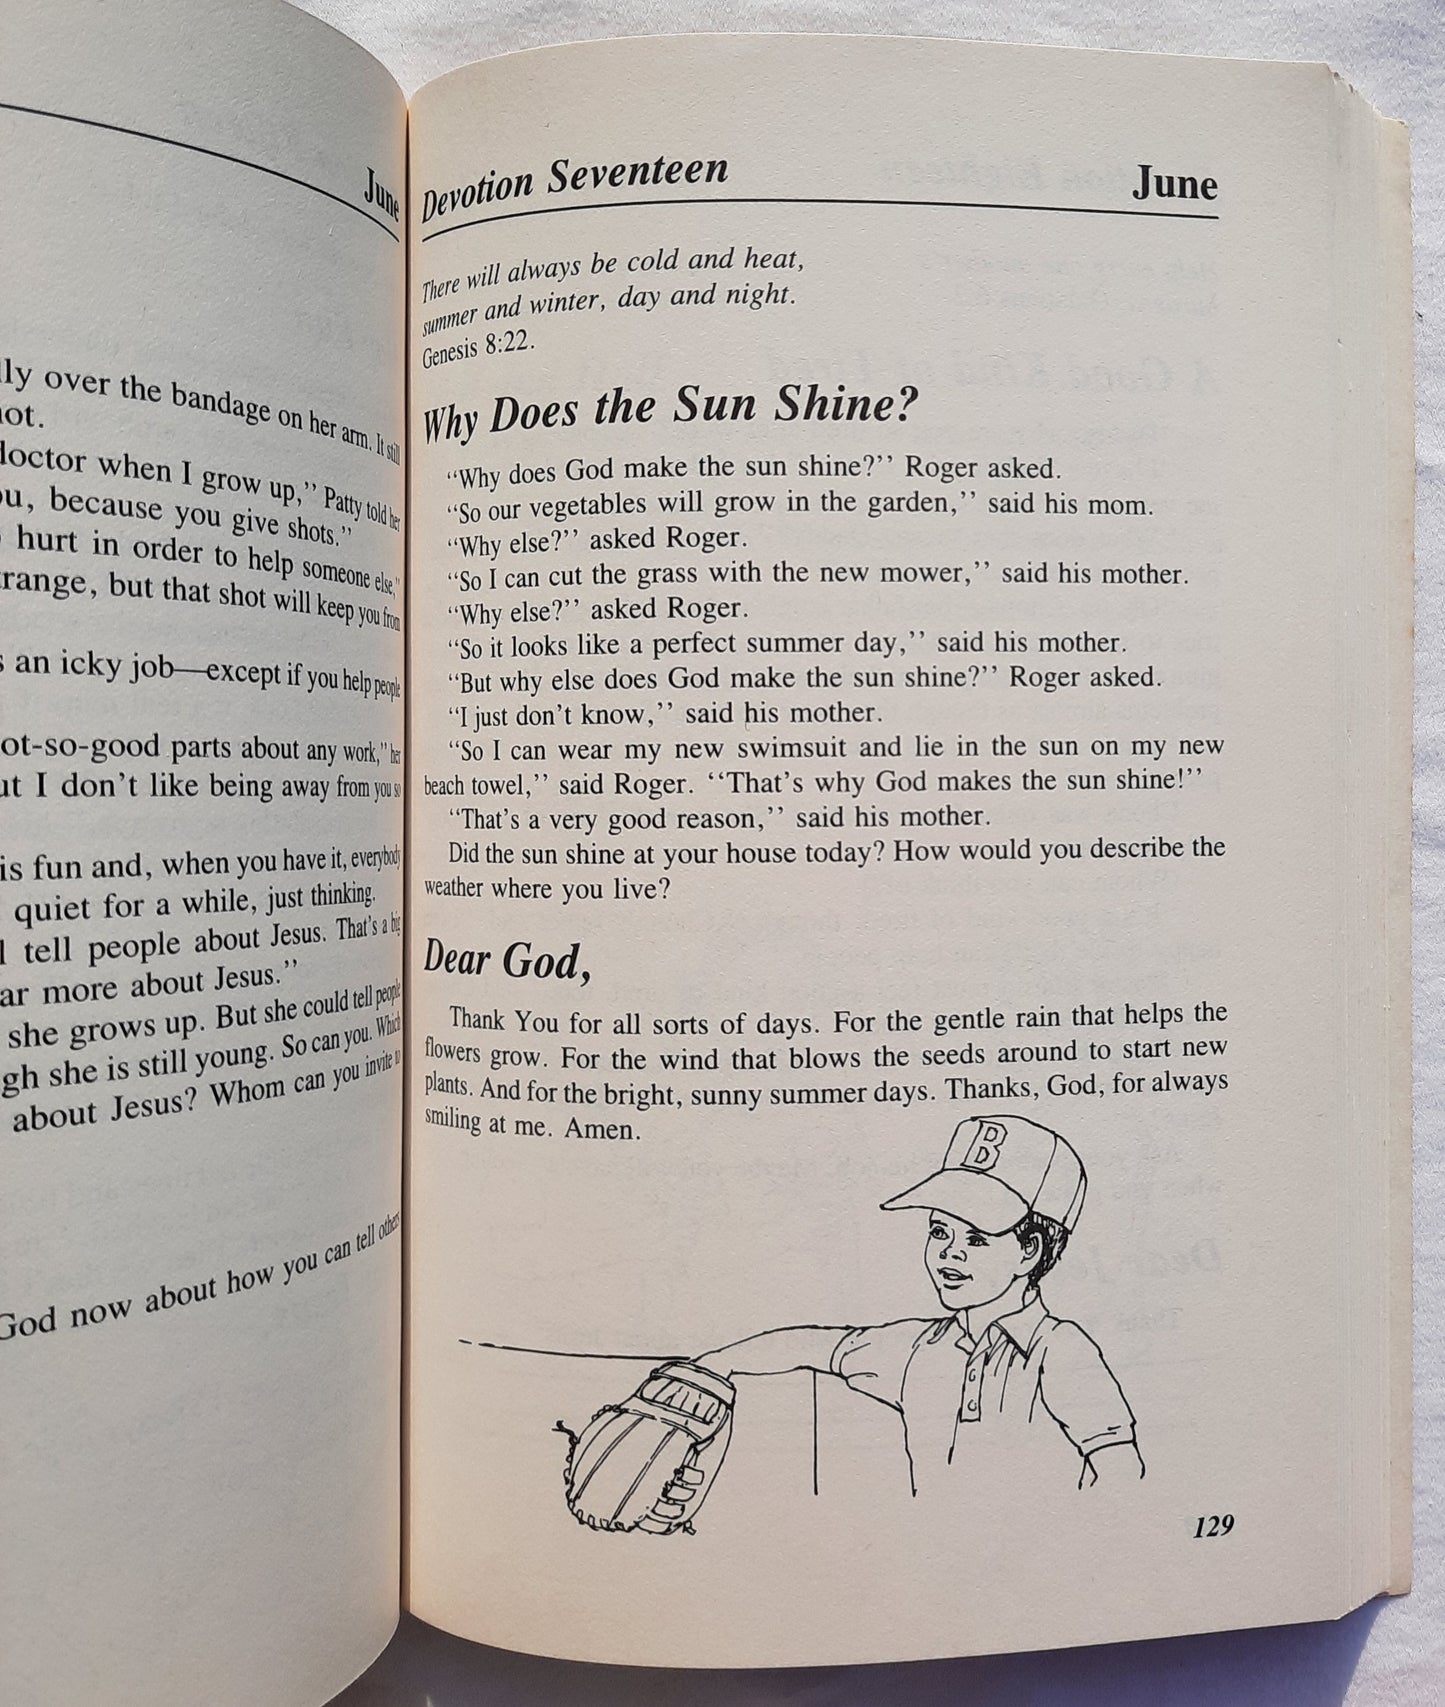 June
lly over the bandage on her arm. It still
not.
doctor when I grow up,’’ Patty told her
ou, because you give shots.’’
hurt in order to help someone else,’’
range, but that shot will keep you from
s an icky job—except if you help people
ot-so-good parts about any work,’’ her
ut I don’t like being away from you so
is fun and, when you have it, everybody
quiet for a while, just thinking.
l tell people about Jesus. That’s a big
ar more about Jesus.’’
she grows up. But she could tell people
gh she is still young. So can you. Which
about Jesus? Whom can you invite to
God now about how you can tell others
Devotion Seventeen June
There will always be cold and heat,
summer and winter, day and night.
Genesis 8:22.
Why Does the Sun Shine?
‘‘Why does God make the sun shine?’’ Roger asked.
‘‘So our vegetables will grow in the garden,’’ said his mom.
‘‘Why else?’’ asked Roger.
‘‘So I can cut the grass with the new mower,’’ said his mother.
‘‘Why else?’’ asked Roger.
‘‘So it looks like a perfect summer day,’’ said his mother.
‘‘But why else does God make the sun shine?’’ Roger asked.
‘‘I just don’t know,’’ said his mother.
‘‘So I can wear my new swimsuit and lie in the sun on my new
beach towel,’’ said Roger. ‘‘That’s why God makes the sun shine!’’
‘‘That’s a very good reason,’’ said his mother.
Did the sun shine at your house today? How would you describe the
weather where you live?
Dear God,
Thank You for all sorts of days. For the gentle rain that helps the
flowers grow. For the wind that blows the seeds around to start new
plants. And for the bright, sunny summer days. Thanks, God, for always
smiling at me. Amen.
B
129